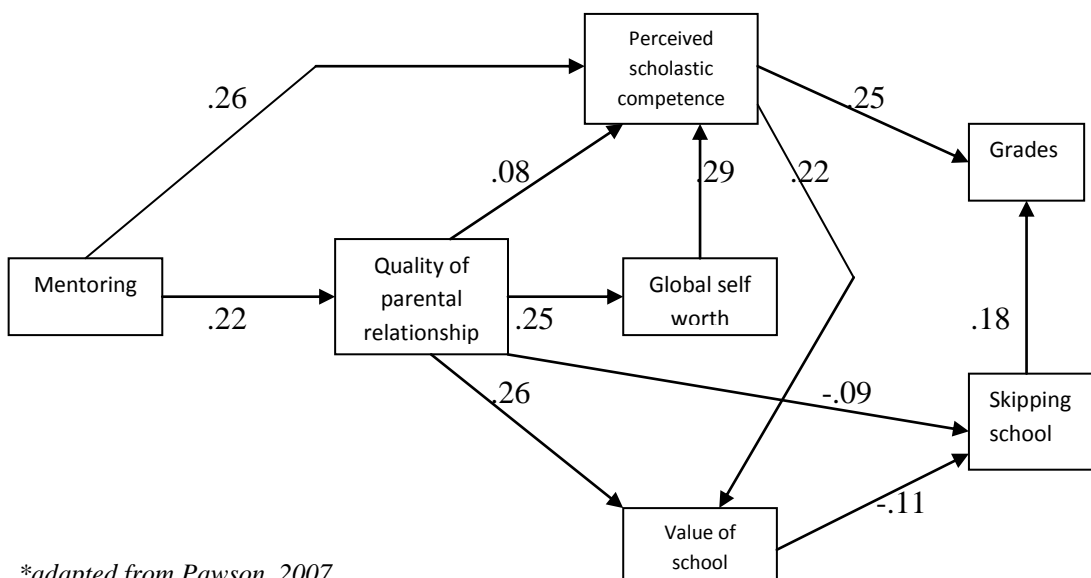 Perceived
scholastic
competence
.26
.25
Grades
.08
.29
.22
Mentoring
Quality of
parental
relationship
Global self
worth
.22
.25
.18
.26
-.09
Skipping
school
-.11
Value of
school
*adapted from Pawson, 2007